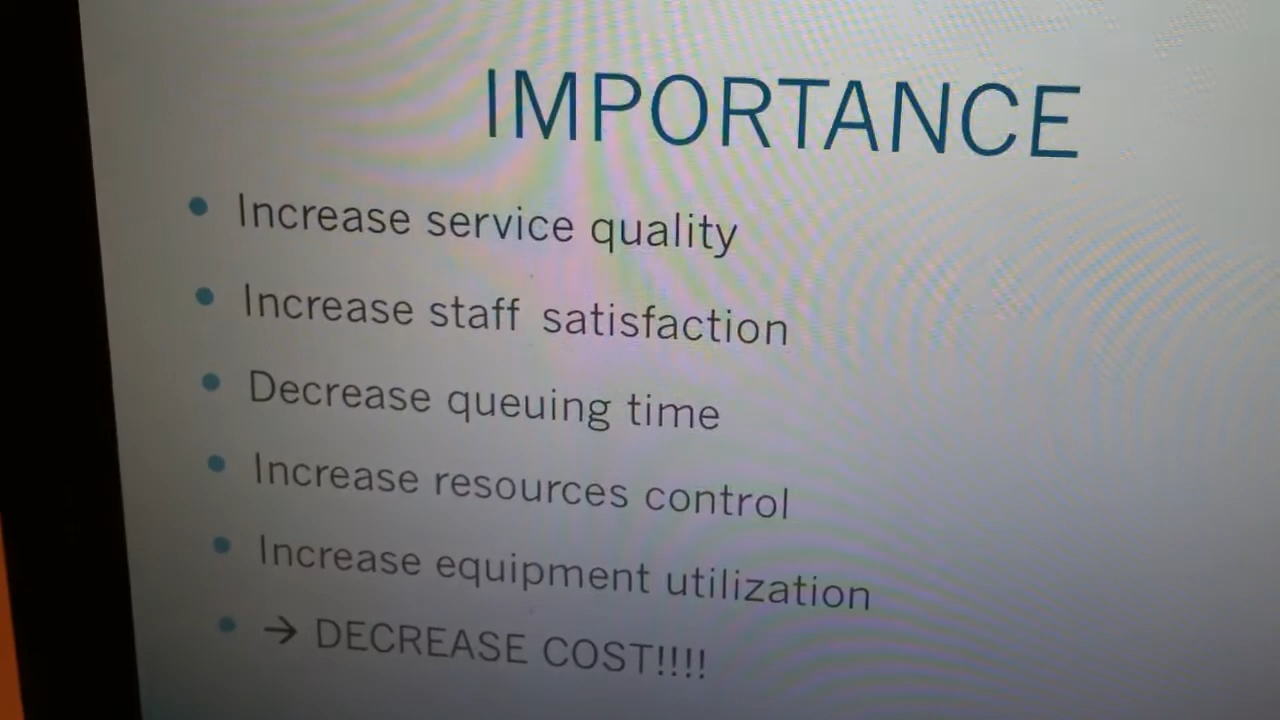 IMPORTANCE
• Increase service quality
• Increase staff satisfaction
• Decrease queuing time
• Increase resources control
• Increase equipment utilization
• → DECREASE COST!!!!